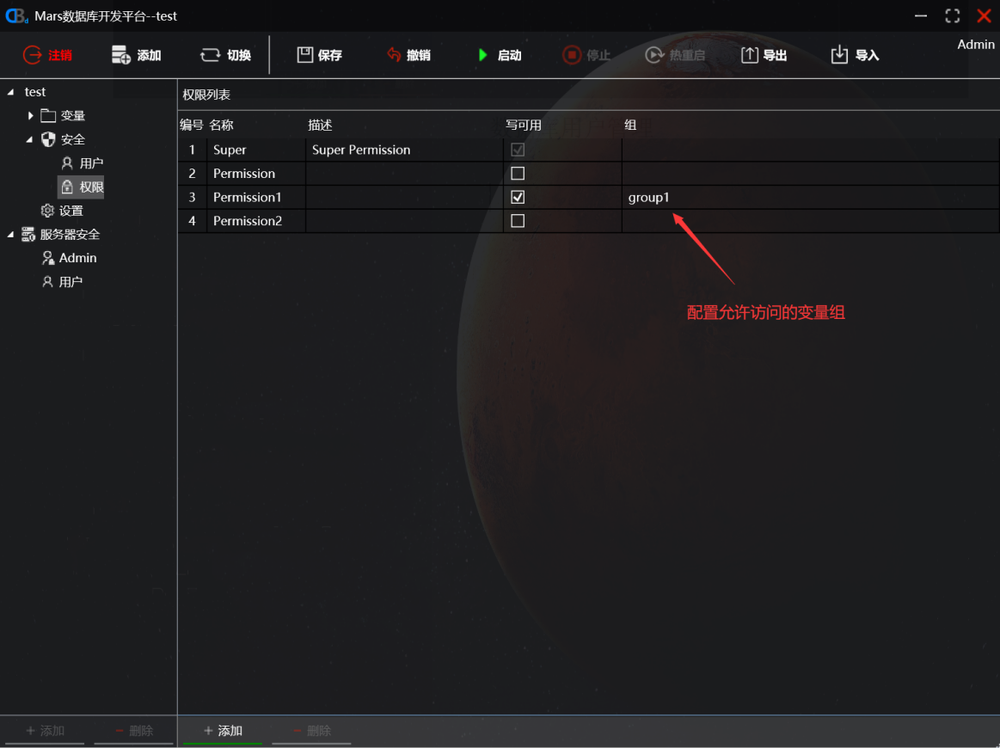 Mars数据库开发平台--test
注销 添加 切换 保存 撤销 启动 停止 热重启 导出 导入 Admin
test
变量
安全
用户
权限
设置
服务器安全
Admin
用户
权限列表
编号 名称 描述 写可用 组
1 Super Super Permission
2 Permission
3 Permission1 group1
4 Permission2
配置允许访问的变量组
+ 添加 - 删除 + 添加 - 删除